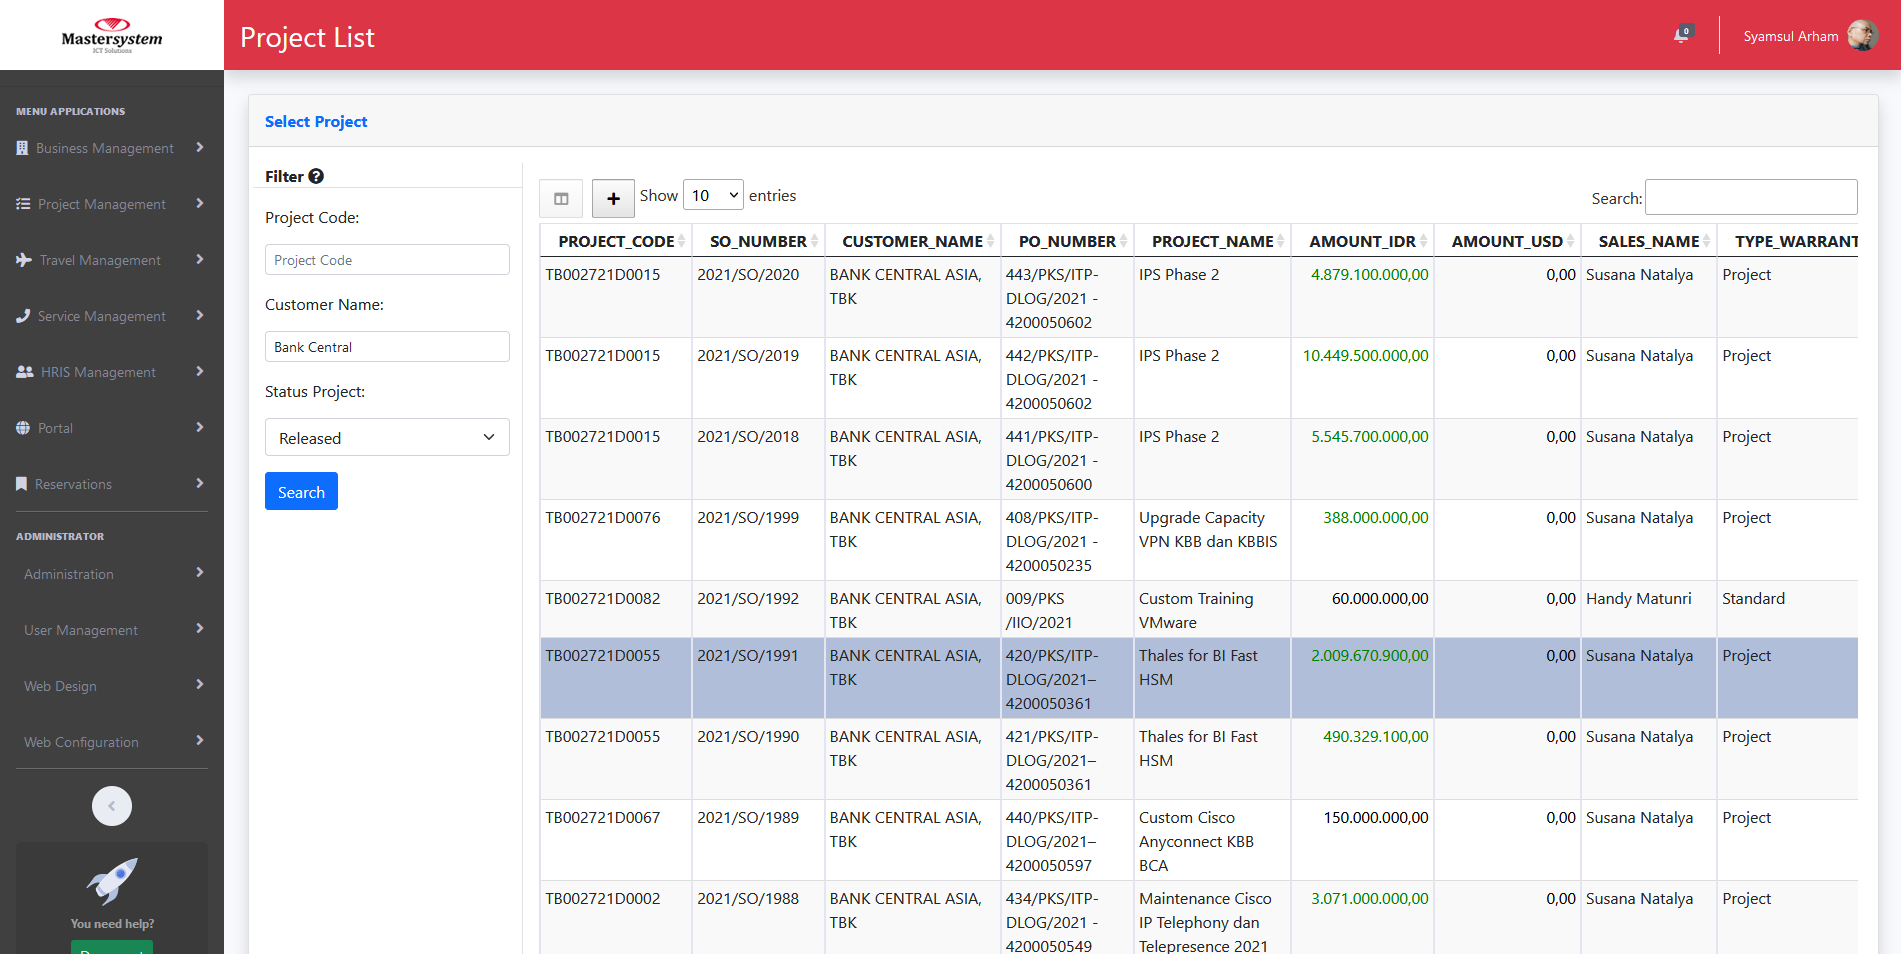 Mastersystem
ICT Solutions
Project List
0
Syamsul Arham
MENU APPLICATIONS
Business Management
Project Management
Travel Management
Service Management
HRIS Management
Portal
Reservations
ADMINISTRATOR
Administration
User Management
Web Design
Web Configuration
You need help?
Select Project
Filter
Project Code:
Project Code
Customer Name:
Bank Central
Status Project:
Released
Search
+ Show 10 entries
Search:
PROJECT_CODE SO_NUMBER CUSTOMER_NAME PO_NUMBER PROJECT_NAME AMOUNT_IDR AMOUNT_USD SALES_NAME TYPE_WARRANT
TB002721D0015 2021/SO/2020 BANK CENTRAL ASIA, 443/PKS/ITP- IPS Phase 2 4.879.100.000,00 0,00 Susana Natalya Project
TBK DLOG/2021 -
4200050602
TB002721D0015 2021/SO/2019 BANK CENTRAL ASIA, 442/PKS/ITP- IPS Phase 2 10.449.500.000,00 0,00 Susana Natalya Project
TBK DLOG/2021 -
4200050602
TB002721D0015 2021/SO/2018 BANK CENTRAL ASIA, 441/PKS/ITP- IPS Phase 2 5.545.700.000,00 0,00 Susana Natalya Project
TBK DLOG/2021 -
4200050600
TB002721D0076 2021/SO/1999 BANK CENTRAL ASIA, 408/PKS/ITP- Upgrade Capacity 388.000.000,00 0,00 Susana Natalya Project
TBK DLOG/2021 - VPN KBB dan KBBIS
4200050235
TB002721D0082 2021/SO/1992 BANK CENTRAL ASIA, 009/PKS Custom Training 60.000.000,00 0,00 Handy Matunri Standard
TBK /IIO/2021 VMware
TB002721D0055 2021/SO/1991 BANK CENTRAL ASIA, 420/PKS/ITP- Thales for BI Fast 2.009.670.900,00 0,00 Susana Natalya Project
TBK DLOG/2021– HSM
4200050361
TB002721D0055 2021/SO/1990 BANK CENTRAL ASIA, 421/PKS/ITP- Thales for BI Fast 490.329.100,00 0,00 Susana Natalya Project
TBK DLOG/2021– HSM
4200050361
TB002721D0067 2021/SO/1989 BANK CENTRAL ASIA, 440/PKS/ITP- Custom Cisco 150.000.000,00 0,00 Susana Natalya Project
TBK DLOG/2021– Anyconnect KBB
4200050597 BCA
TB002721D0002 2021/SO/1988 BANK CENTRAL ASIA, 434/PKS/ITP- Maintenance Cisco 3.071.000.000,00 0,00 Susana Natalya Project
TBK DLOG/2021 - IP Telephony dan
4200050549 Telepresence 2021